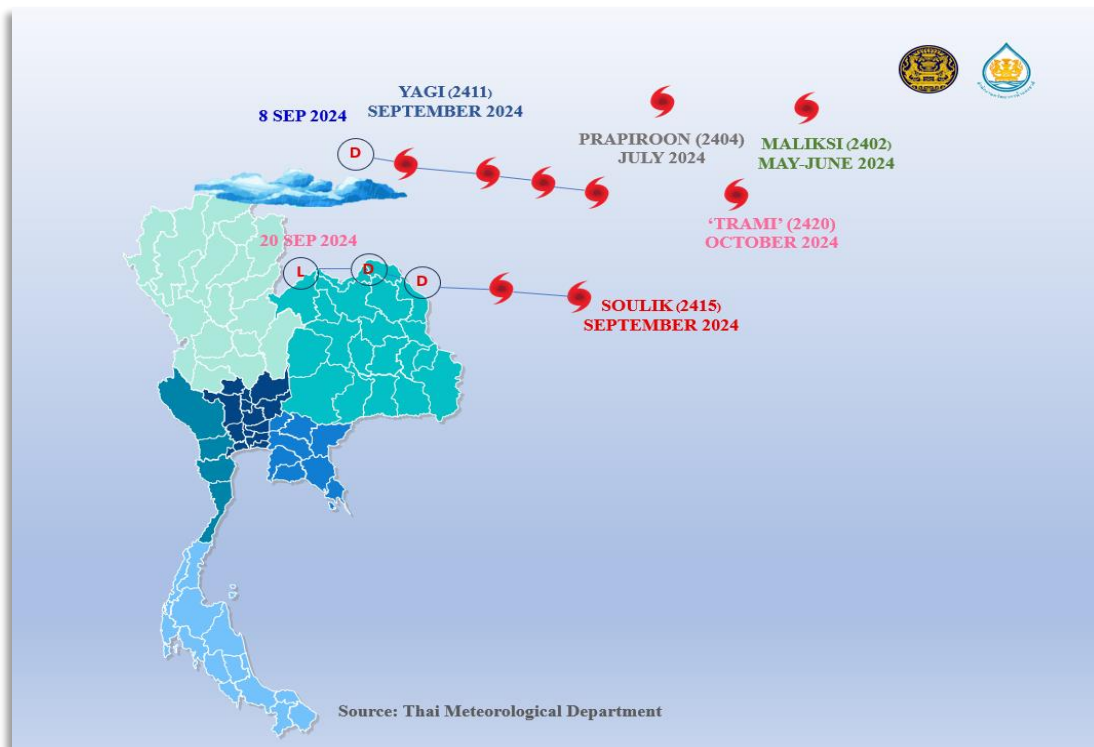 YAGI (2411)
SEPTEMBER 2024
8 SEP 2024
PRAPIROON (2404)
JULY 2024
MALIKSI (2402)
MAY-JUNE 2024
D
‘TRAMI’ (2420)
OCTOBER 2024
20 SEP 2024
L
D
D
SOULIK (2415)
SEPTEMBER 2024
Source: Thai Meteorological Department